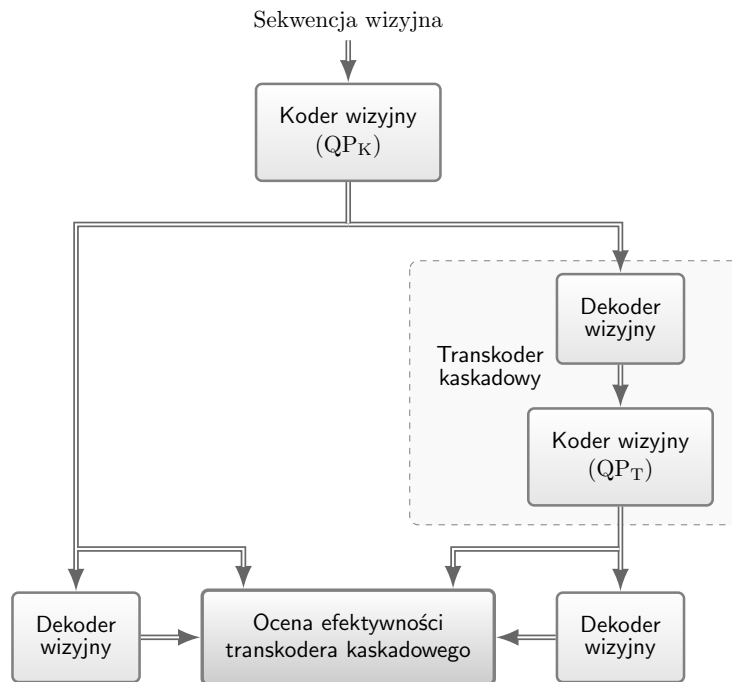 Sekwencja wizyjna
Koder wizyjny
(QP_K)
Dekoder
wizyjny
Transkoder
kaskadowy
Koder wizyjny
(QP_T)
Dekoder
wizyjny
Ocena efektywności
transkodera kaskadowego
Dekoder
wizyjny